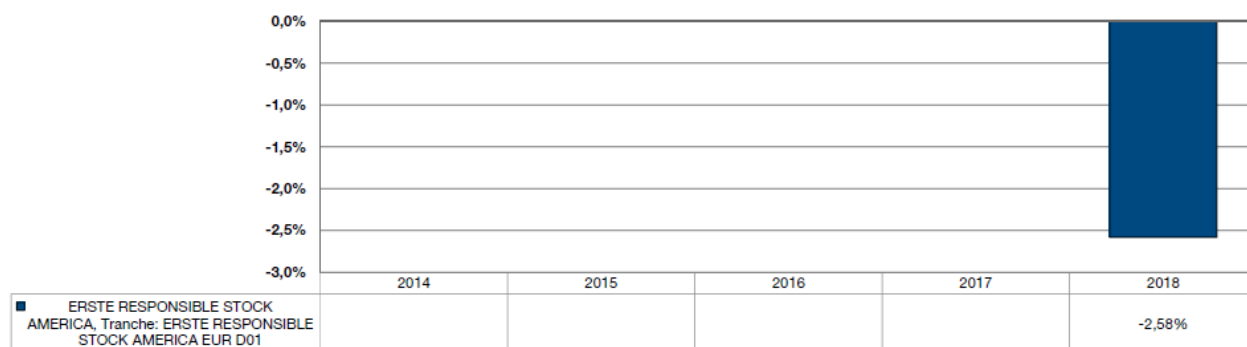 0,0%
-0,5%
-1,0%
-1,5%
-2,0%
-2,5%
-3,0%
2014 2015 2016 2017 2018
ERSTE RESPONSIBLE STOCK
AMERICA, Tranche: ERSTE RESPONSIBLE
STOCK AMERICA EUR D01
-2,58%